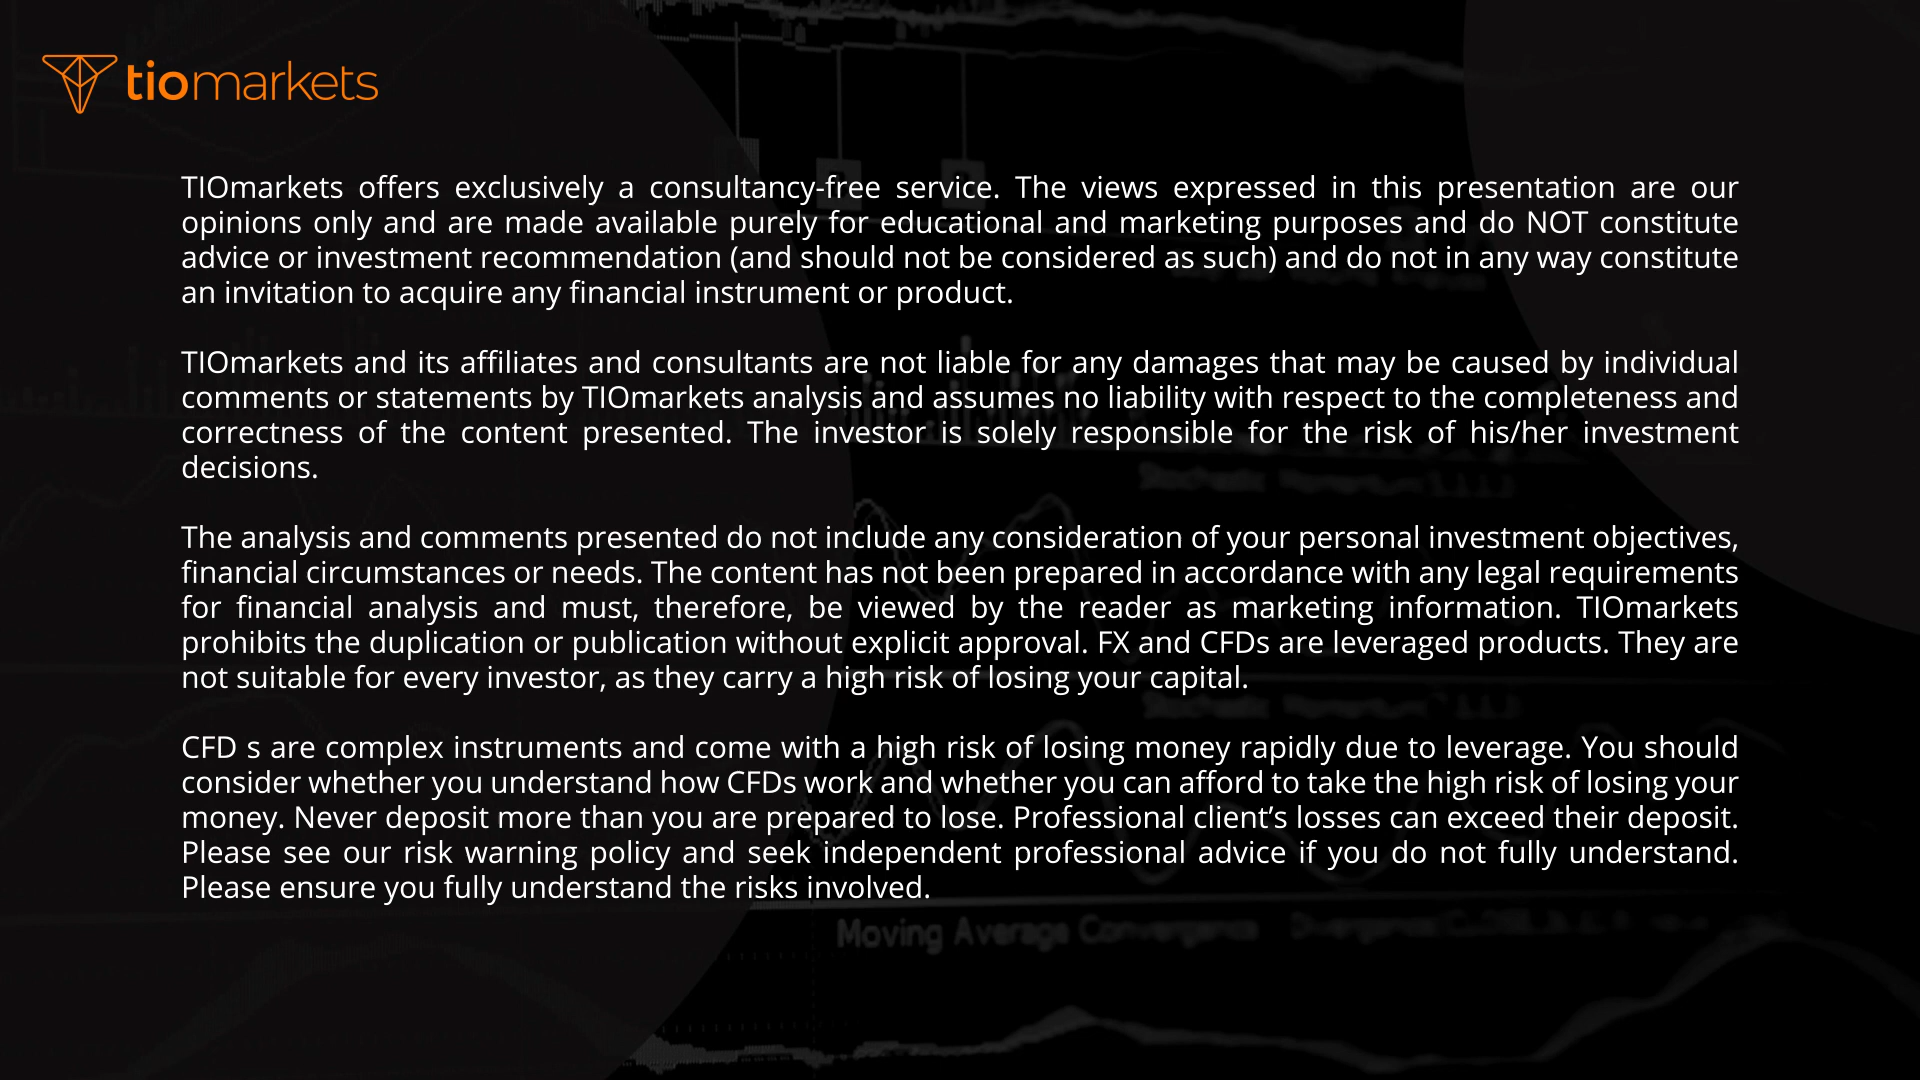 tiomarkets
TIOmarkets offers exclusively a consultancy-free service. The views expressed in this presentation are our
opinions only and are made available purely for educational and marketing purposes and do NOT constitute
advice or investment recommendation (and should not be considered as such) and do not in any way constitute
an invitation to acquire any financial instrument or product.
TIOmarkets and its affiliates and consultants are not liable for any damages that may be caused by individual
comments or statements by TIOmarkets analysis and assumes no liability with respect to the completeness and
correctness of the content presented. The investor is solely responsible for the risk of his/her investment
decisions.
The analysis and comments presented do not include any consideration of your personal investment objectives,
financial circumstances or needs. The content has not been prepared in accordance with any legal requirements
for financial analysis and must, therefore, be viewed by the reader as marketing information. TIOmarkets
prohibits the duplication or publication without explicit approval. FX and CFDs are leveraged products. They are
not suitable for every investor, as they carry a high risk of losing your capital.
CFD s are complex instruments and come with a high risk of losing money rapidly due to leverage. You should
consider whether you understand how CFDs work and whether you can afford to take the high risk of losing your
money. Never deposit more than you are prepared to lose. Professional client’s losses can exceed their deposit.
Please see our risk warning policy and seek independent professional advice if you do not fully understand.
Please ensure you fully understand the risks involved.
Moving Average Convergence